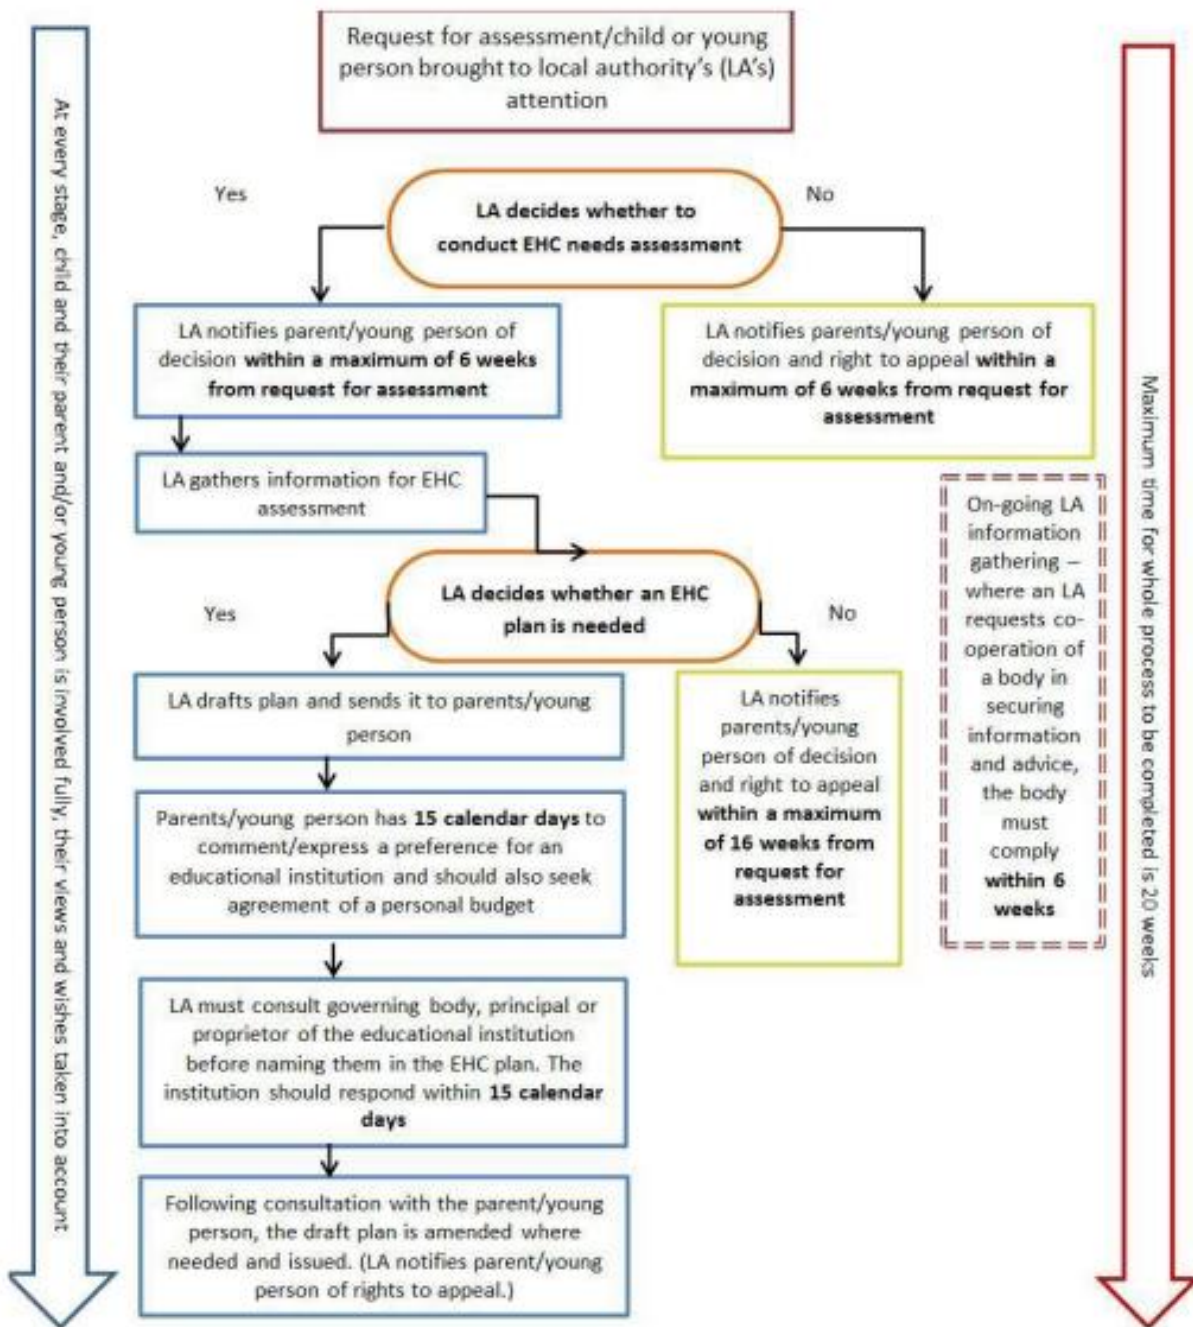 Request for assessment/child or young
person brought to local authority's (LA's)
attention
Yes
No
LA decides whether to
conduct EHC needs assessment
LA notifies parent/young person of
decision within a maximum of 6 weeks
from request for assessment
LA notifies parents/young person of
decision and right to appeal within a
maximum of 6 weeks from request for
assessment
LA gathers information for EHC
assessment
On-going LA
information
gathering –
where an LA
requests co-
operation of
a body in
securing
information
and advice,
the body
must
comply
within 6
weeks
LA decides whether an EHC
plan is needed
Yes
No
LA drafts plan and sends it to parents/young
person
LA notifies
parents/young
person of decision
and right to appeal
within a maximum
of 16 weeks from
request for
assessment
Parents/young person has 15 calendar days to
comment/express a preference for an
educational institution and should also seek
agreement of a personal budget
LA must consult governing body, principal or
proprietor of the educational institution
before naming them in the EHC plan. The
institution should respond within 15 calendar
days
Following consultation with the parent/young
person, the draft plan is amended where
needed and issued. (LA notifies parent/young
person of rights to appeal.)
At every stage, child and their parent and/or young person is involved fully, their views and wishes taken into account
Maximum time for whole process to be completed is 20 weeks